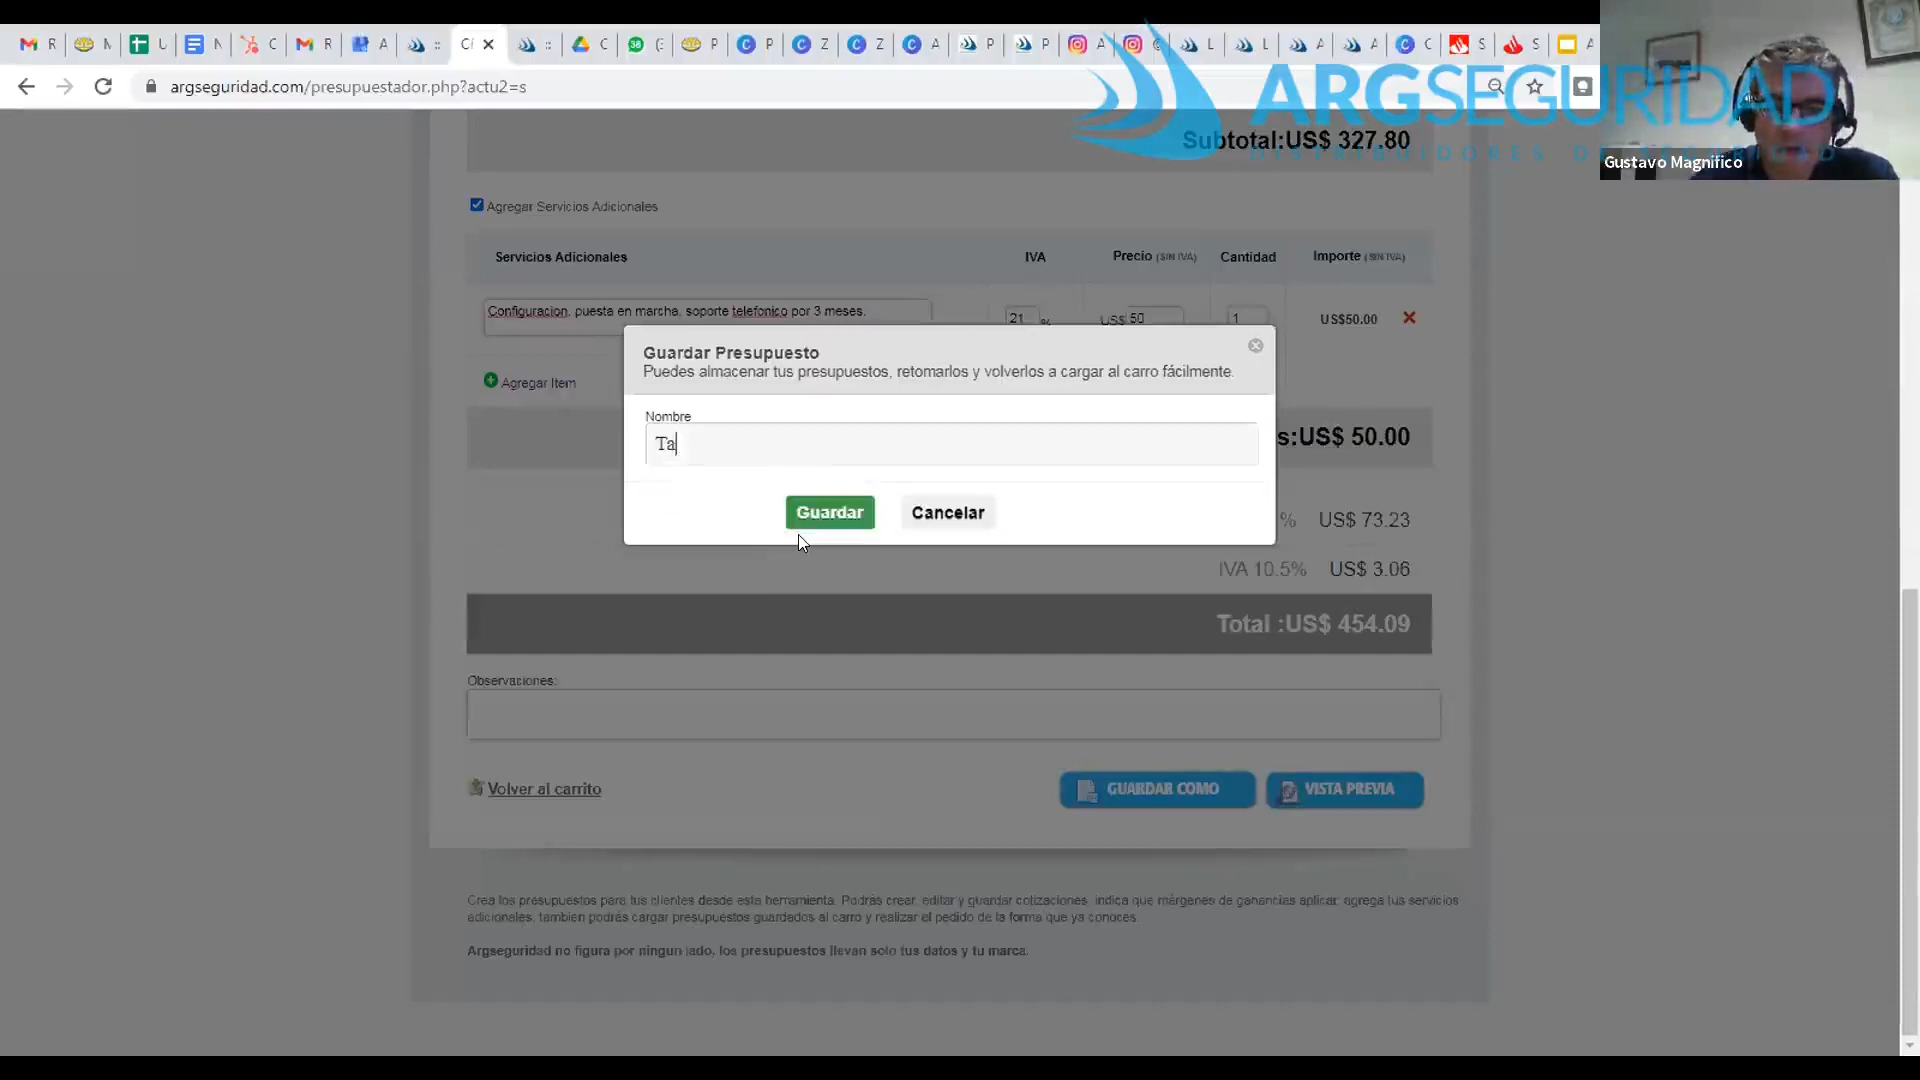 R
M
U
N
C
R
A
::
Cl
::
C
(:
P
P
Z
Z
A
P
P
A
@
L
L
A
A
C
S
S
A
argseguridad.com/presupuestador.php?actu2=s
ARGSEGURIDAD
DISTRIBUIDORES DE SEGURIDAD
Gustavo Magnífico
Subtotal:US$ 327.80
Agregar Servicios Adicionales
Servicios Adicionales IVA Precio (SIN IVA) Cantidad Importe (SIN IVA)
Configuracion, puesta en marcha, soporte telefonico por 3 meses. 21 % US$ 50 1 US$50.00
Guardar Presupuesto
Puedes almacenar tus presupuestos, retomarlos y volverlos a cargar al carro fácilmente.
Agregar Item
Nombre
Ta
s:US$ 50.00
Guardar Cancelar
% US$ 73.23
IVA 10.5% US$ 3.06
Total :US$ 454.09
Observaciones:
Volver al carrito GUARDAR COMO VISTA PREVIA
Crea los presupuestos para tus clientes desde esta herramienta. Podrás crear, editar y guardar cotizaciones, indica que márgenes de ganancias aplicar, agrega tus servicios
adicionales, tambien podrás cargar presupuestos guardados al carro y realizar el pedido de la forma que ya conoces.
Argseguridad no figura por ningun lado, los presupuestos llevan solo tus datos y tu marca.